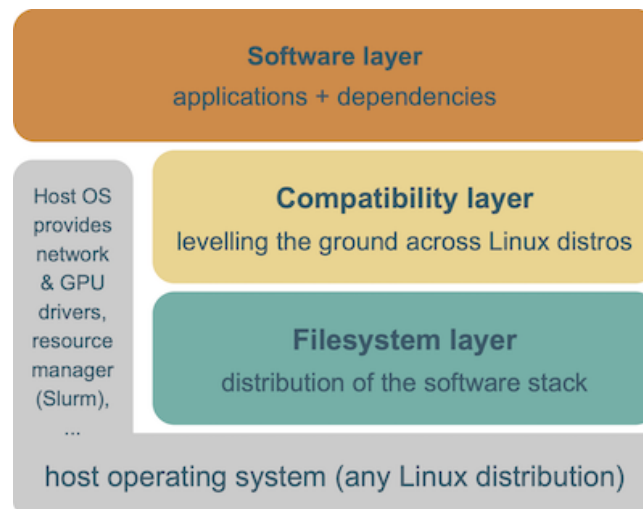 Software layer
applications + dependencies
Host OS
provides
network
& GPU
drivers,
resource
manager
(Slurm),
...
Compatibility layer
levelling the ground across Linux distros
Filesystem layer
distribution of the software stack
host operating system (any Linux distribution)